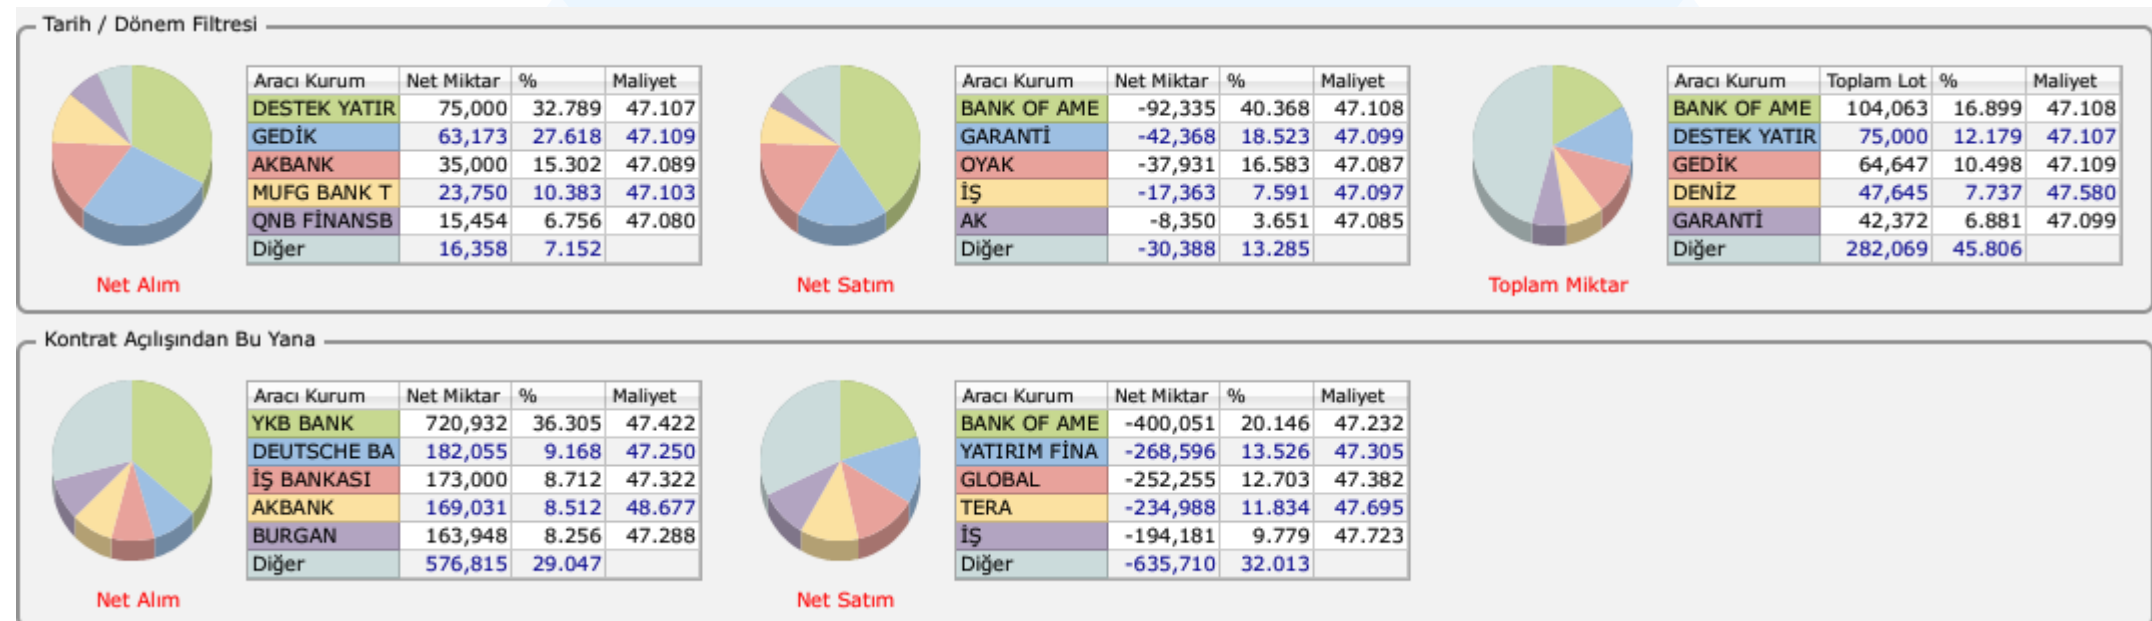 Tarih / Dönem Filtresi
Aracı Kurum Net Miktar % Maliyet
DESTEK YATIR 75,000 32.789 47.107
GEDİK 63,173 27.618 47.109
AKBANK 35,000 15.302 47.089
MUFG BANK T 23,750 10.383 47.103
QNB FİNANSB 15,454 6.756 47.080
Diğer 16,358 7.152
Net Alım
Aracı Kurum Net Miktar % Maliyet
BANK OF AME -92,335 40.368 47.108
GARANTİ -42,368 18.523 47.099
OYAK -37,931 16.583 47.087
İŞ -17,363 7.591 47.097
AK -8,350 3.651 47.085
Diğer -30,388 13.285
Net Satım
Aracı Kurum Toplam Lot % Maliyet
BANK OF AME 104,063 16.899 47.108
DESTEK YATIR 75,000 12.179 47.107
GEDİK 64,647 10.498 47.109
DENİZ 47,645 7.737 47.580
GARANTİ 42,372 6.881 47.099
Diğer 282,069 45.806
Toplam Miktar
Kontrat Açılışından Bu Yana
Aracı Kurum Net Miktar % Maliyet
YKB BANK 720,932 36.305 47.422
DEUTSCHE BA 182,055 9.168 47.250
İŞ BANKASI 173,000 8.712 47.322
AKBANK 169,031 8.512 48.677
BURGAN 163,948 8.256 47.288
Diğer 576,815 29.047
Net Alım
Aracı Kurum Net Miktar % Maliyet
BANK OF AME -400,051 20.146 47.232
YATIRIM FİNA -268,596 13.526 47.305
GLOBAL -252,255 12.703 47.382
TERA -234,988 11.834 47.695
İŞ -194,181 9.779 47.723
Diğer -635,710 32.013
Net Satım